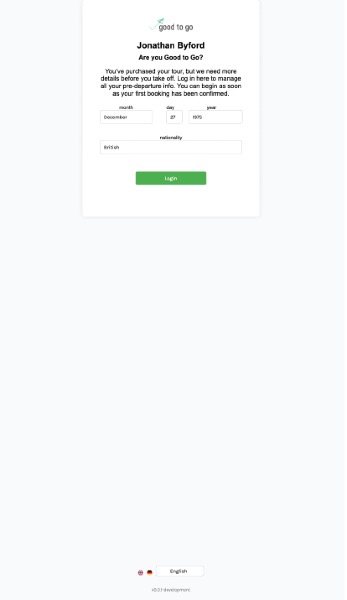 good to go
Jonathan Byford
Are you Good to Go?
You've purchased your tour, but we need more
details before you take off. Log in here to manage
all your pre-departure info. You can begin as soon
as your first booking has been confirmed.
month day year
December 27 1975
nationality
British
Login
English
v0.0.1 development